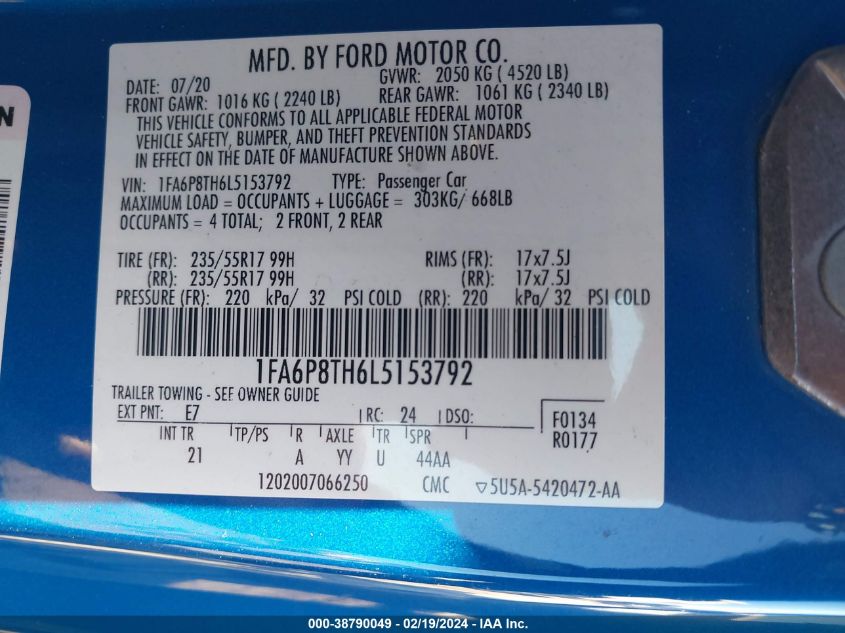 MFD. BY FORD MOTOR CO.
DATE: 07/20 GVWR: 2050 KG ( 4520 LB)
FRONT GAWR: 1016 KG ( 2240 LB) REAR GAWR: 1061 KG ( 2340 LB)
THIS VEHICLE CONFORMS TO ALL APPLICABLE FEDERAL MOTOR
VEHICLE SAFETY, BUMPER, AND THEFT PREVENTION STANDARDS
IN EFFECT ON THE DATE OF MANUFACTURE SHOWN ABOVE.
VIN: 1FA6P8TH6L5153792 TYPE: Passenger Car
MAXIMUM LOAD = OCCUPANTS + LUGGAGE = 303KG/ 668LB
OCCUPANTS = 4 TOTAL; 2 FRONT, 2 REAR
TIRE (FR): 235/55R17 99H RIMS (FR): 17x7.5J
(RR): 235/55R17 99H (RR): 17x7.5J
PRESSURE (FR): 220 kPa/ 32 PSI COLD (RR): 220 kPa/ 32 PSI COLD
1FA6P8TH6L5153792
TRAILER TOWING - SEE OWNER GUIDE
EXT PNT: E7 RC: 24 DSO: F0134
INT TR TP/PS R AXLE TR SPR R0177
21 A YY U 44AA
1202007066250 CMC ▽5U5A-5420472-AA
N
000-38790049 - 02/19/2024 - IAA Inc.